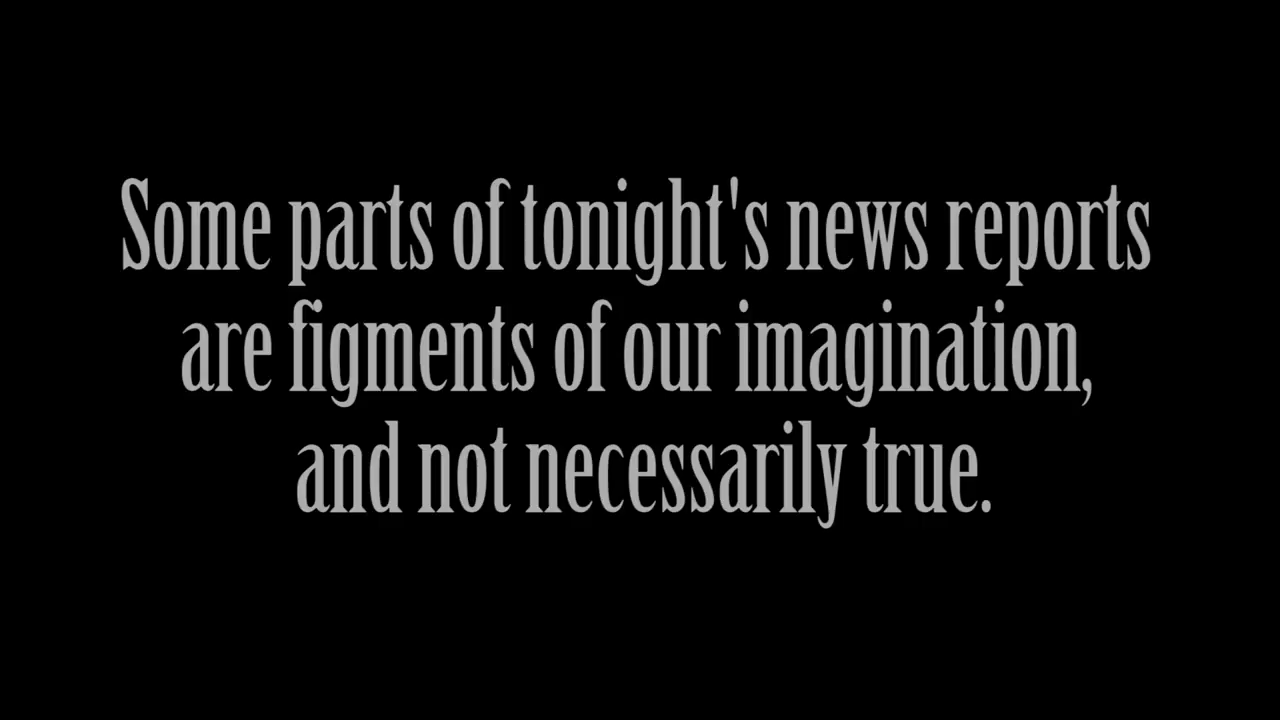 Some parts of tonight's news reports
are figments of our imagination,
and not necessarily true.